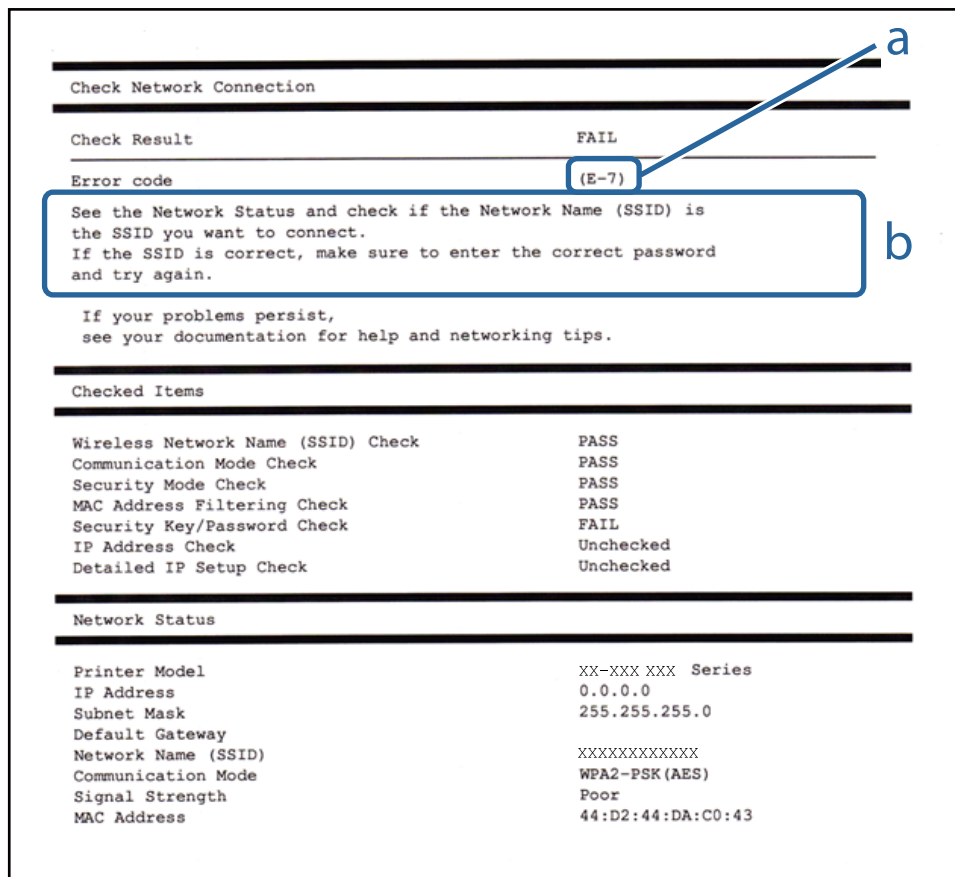 a
Check Network Connection
Check Result FAIL
Error code (E-7)
See the Network Status and check if the Network Name (SSID) is
the SSID you want to connect.
If the SSID is correct, make sure to enter the correct password
and try again.
b
If your problems persist,
see your documentation for help and networking tips.
Checked Items
Wireless Network Name (SSID) Check PASS
Communication Mode Check PASS
Security Mode Check PASS
MAC Address Filtering Check PASS
Security Key/Password Check FAIL
IP Address Check Unchecked
Detailed IP Setup Check Unchecked
Network Status
Printer Model XX-XXX XXX Series
IP Address 0.0.0.0
Subnet Mask 255.255.255.0
Default Gateway
Network Name (SSID) XXXXXXXXXXXX
Communication Mode WPA2-PSK(AES)
Signal Strength Poor
MAC Address 44:D2:44:DA:C0:43